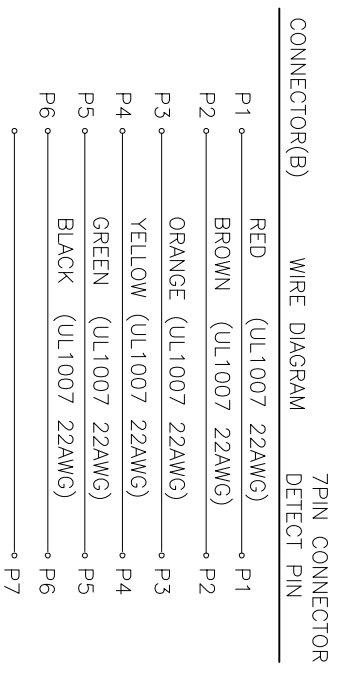 7PIN CONNECTOR
CONNECTOR(B) WIRE DIAGRAM DETECT PIN
RED (UL1007 22AWG)
P1 P1
BROWN (UL1007 22AWG)
P2 P2
ORANGE (UL1007 22AWG)
P3 P3
YELLOW (UL1007 22AWG)
P4 P4
GREEN (UL1007 22AWG)
P5 P5
BLACK (UL1007 22AWG)
P6 P6
P7